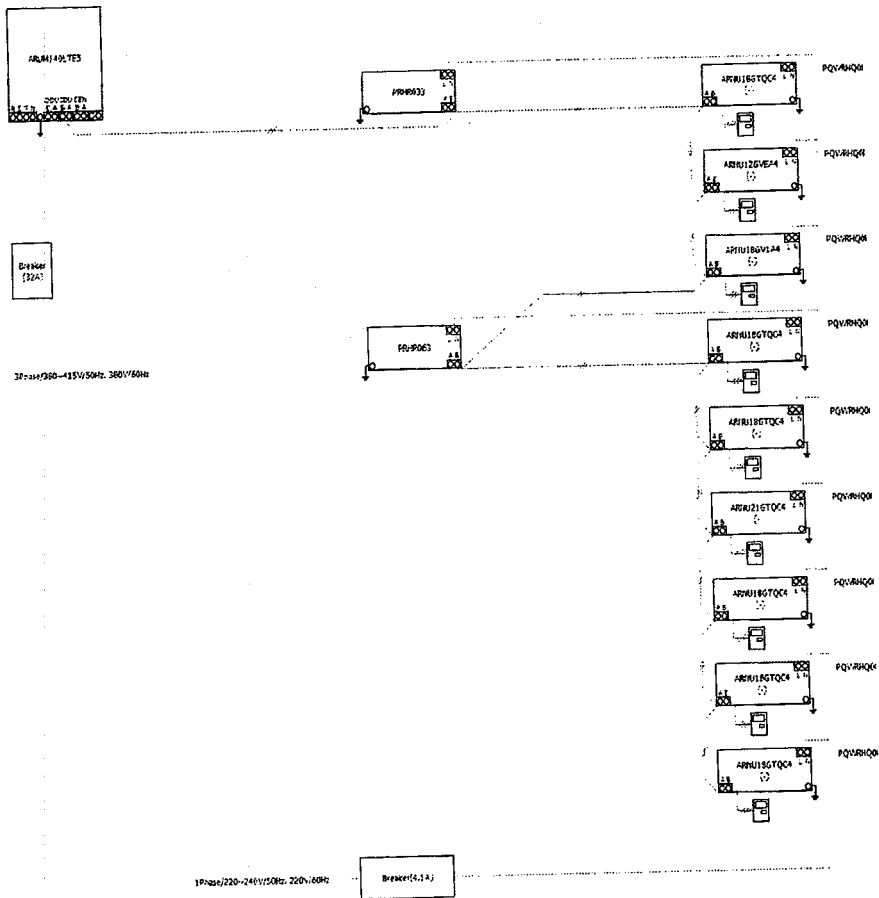 ARUM140LTE5
R S T N
PRHR033
L N
A B
ARNU18GTQC4
L N
A B
PQWRHQ0(
ARNU12GVEA4
L N
PQWRHQ0(
Breaker
(32A)
ARNU18GV1A4
L N
A B
PQWRHQ0(
PRHR063
L N
A B
ARNU18GTQC4
L N
A B
PQWRHQ0(
3Phase/380~415V/50Hz, 380V/60Hz
ARNU18GTQC4
L N
PQWRHQ0(
ARNU21GTQC4
L N
A B
PQWRHQ0(
ARNU18GTQC4
L N
A B
PQWRHQ0(
ARNU18GTQC4
L N
PQWRHQ0(
ARNU18GTQC4
L N
A B
PQWRHQ0(
1Phase/220~240V/50Hz, 220V/60Hz
Breaker(4.1A)